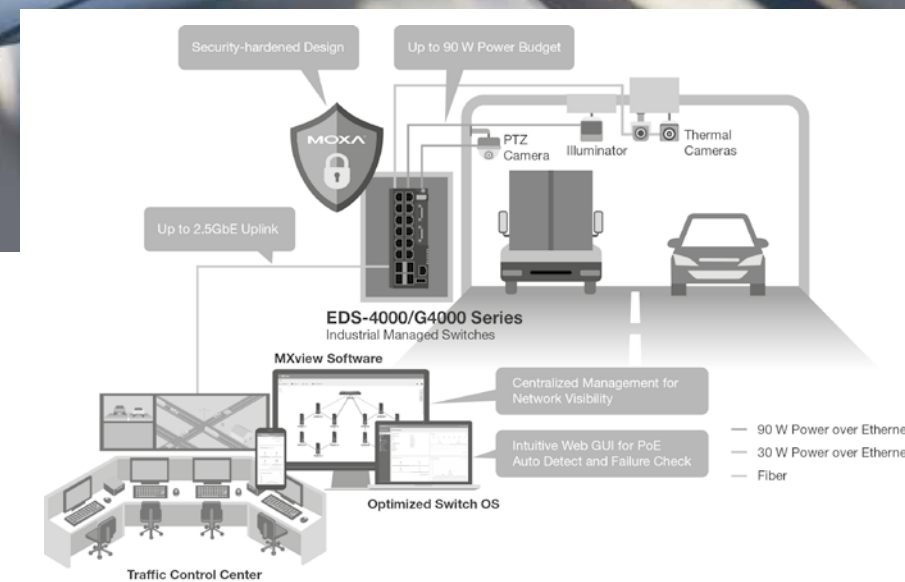 Security-hardened Design
Up to 90 W Power Budget
MOXA
PTZ
Camera
Illuminator
Thermal
Cameras
Up to 2.5GbE Uplink
EDS-4000/G4000 Series
Industrial Managed Switches
MXview Software
Centralized Management for
Network Visibility
Intuitive Web GUI for PoE
Auto Detect and Failure Check
90 W Power over Etherne
30 W Power over Etherne
Fiber
Optimized Switch OS
Traffic Control Center